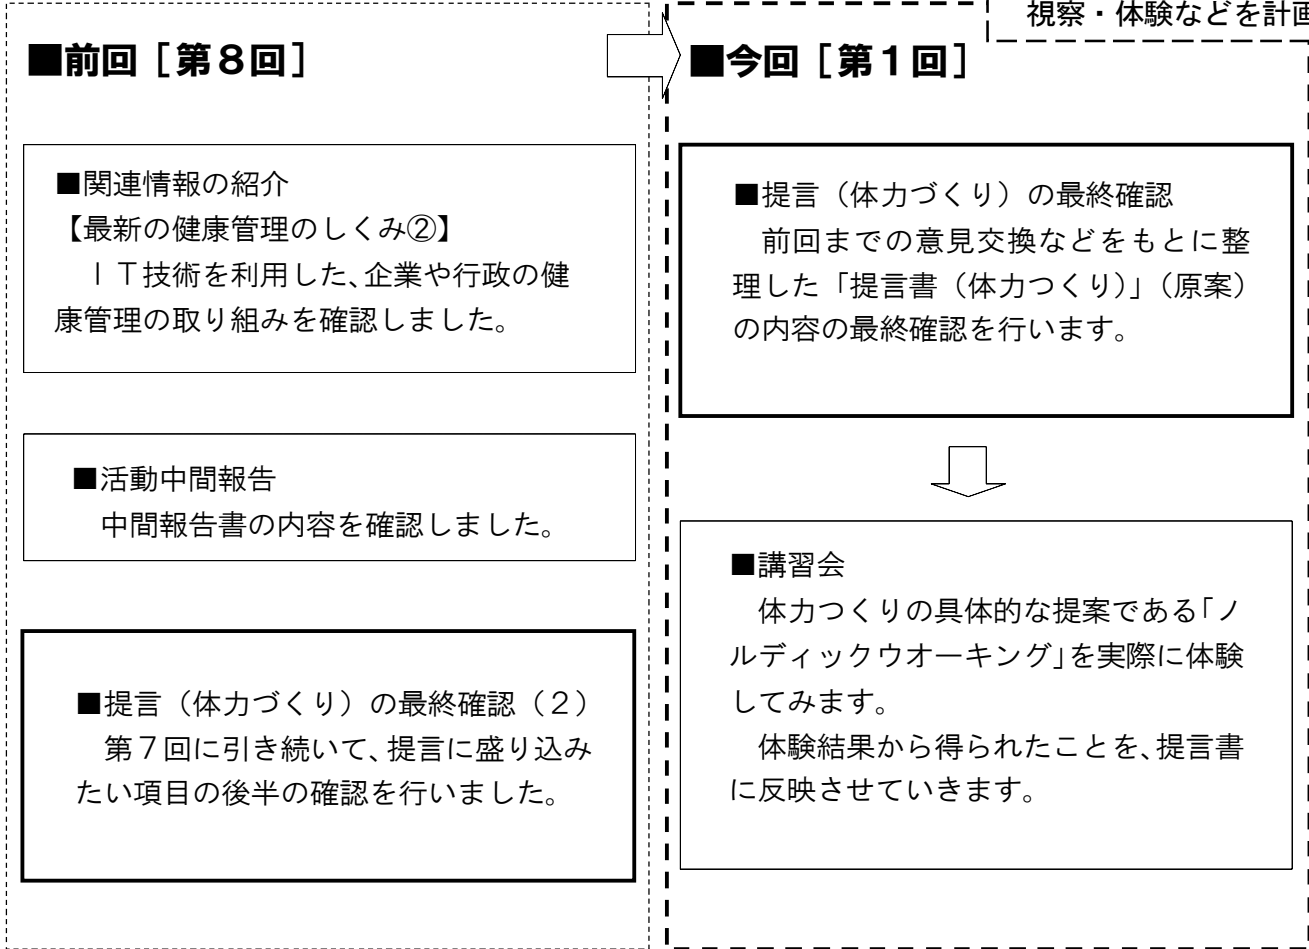 視察・体験などを計画
■前回［第８回］
■関連情報の紹介
【最新の健康管理のしくみ②】
ＩＴ技術を利用した、企業や行政の健
康管理の取り組みを確認しました。
■活動中間報告
中間報告書の内容を確認しました。
■提言（体力づくり）の最終確認（２）
第７回に引き続いて、提言に盛り込み
たい項目の後半の確認を行いました。
■今回［第１回］
■提言（体力づくり）の最終確認
前回までの意見交換などをもとに整
理した「提言書（体力つくり）」（原案）
の内容の最終確認を行います。
■講習会
体力つくりの具体的な提案である「ノ
ルディックウオーキング」を実際に体験
してみます。
体験結果から得られたことを、提言書
に反映させていきます。